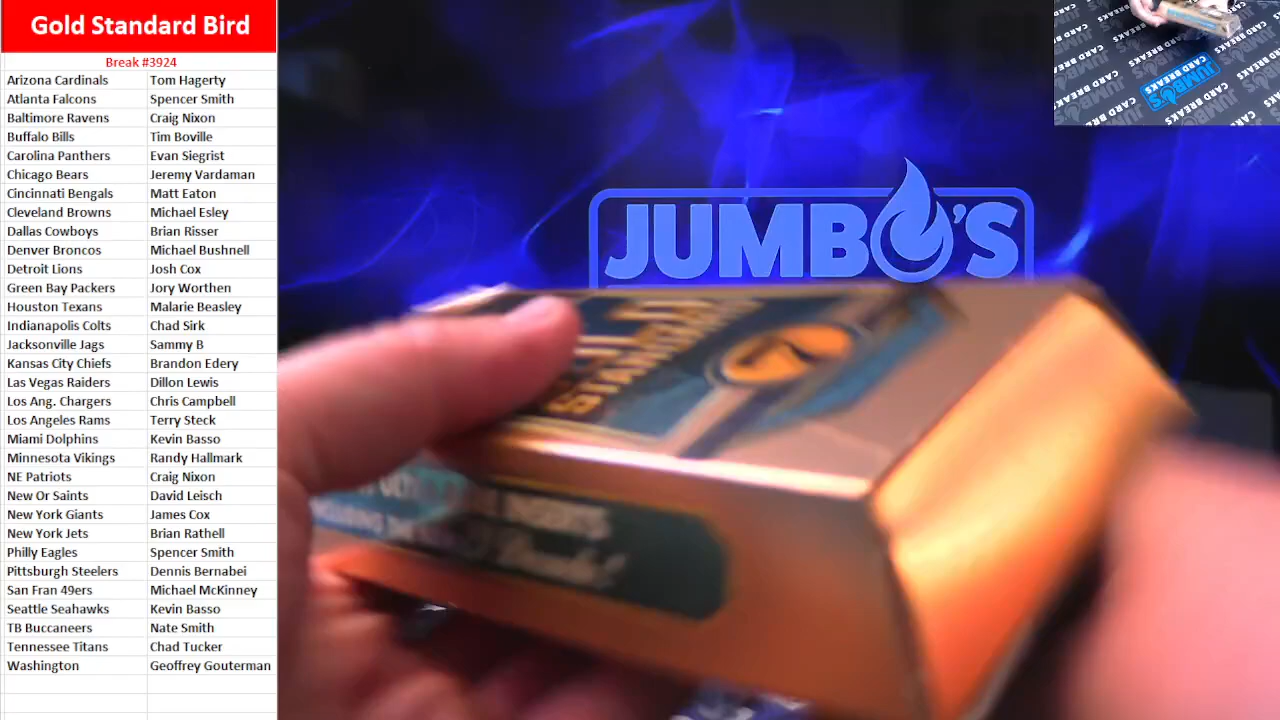 Gold Standard Bird
Break #3924
Arizona Cardinals Tom Hagerty
Atlanta Falcons Spencer Smith
Baltimore Ravens Craig Nixon
Buffalo Bills Tim Boville
Carolina Panthers Evan Siegrist
Chicago Bears Jeremy Vardaman
Cincinnati Bengals Matt Eaton
Cleveland Browns Michael Esley
Dallas Cowboys Brian Risser
Denver Broncos Michael Bushnell
Detroit Lions Josh Cox
Green Bay Packers Jory Worthen
Houston Texans Malarie Beasley
Indianapolis Colts Chad Sirk
Jacksonville Jags Sammy B
Kansas City Chiefs Brandon Edery
Las Vegas Raiders Dillon Lewis
Los Ang. Chargers Chris Campbell
Los Angeles Rams Terry Steck
Miami Dolphins Kevin Basso
Minnesota Vikings Randy Hallmark
NE Patriots Craig Nixon
New Or Saints David Leisch
New York Giants James Cox
New York Jets Brian Rathell
Philly Eagles Spencer Smith
Pittsburgh Steelers Dennis Bernabei
San Fran 49ers Michael McKinney
Seattle Seahawks Kevin Basso
TB Buccaneers Nate Smith
Tennessee Titans Chad Tucker
Washington Geoffrey Gouterman
JUMBO'S
STANDARD
INSERTS
JUMBO'S
CARD BREAKS